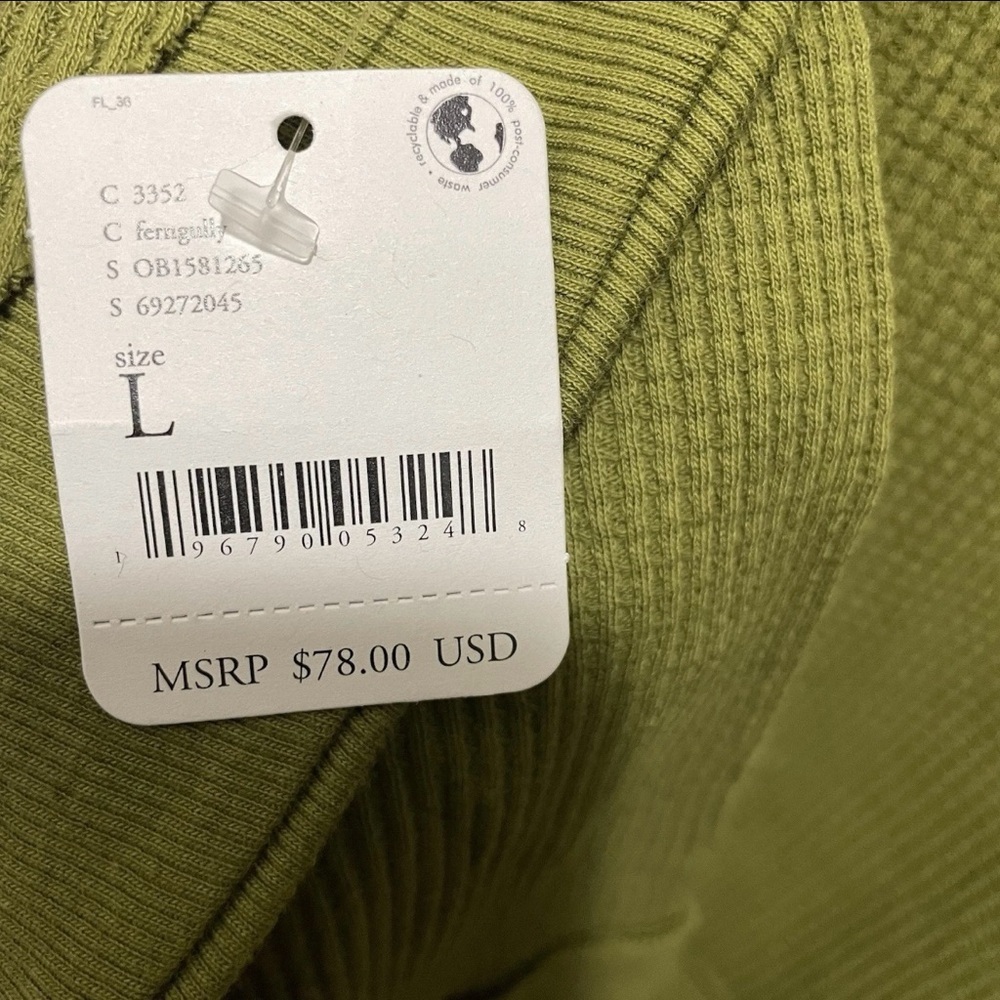 FL_30
recyclable & made of 100% post-consumer waste •
C 3352
C ferngully
S OB1581265
S 69272045
size
L
1 96790 05324 8
MSRP $78.00 USD